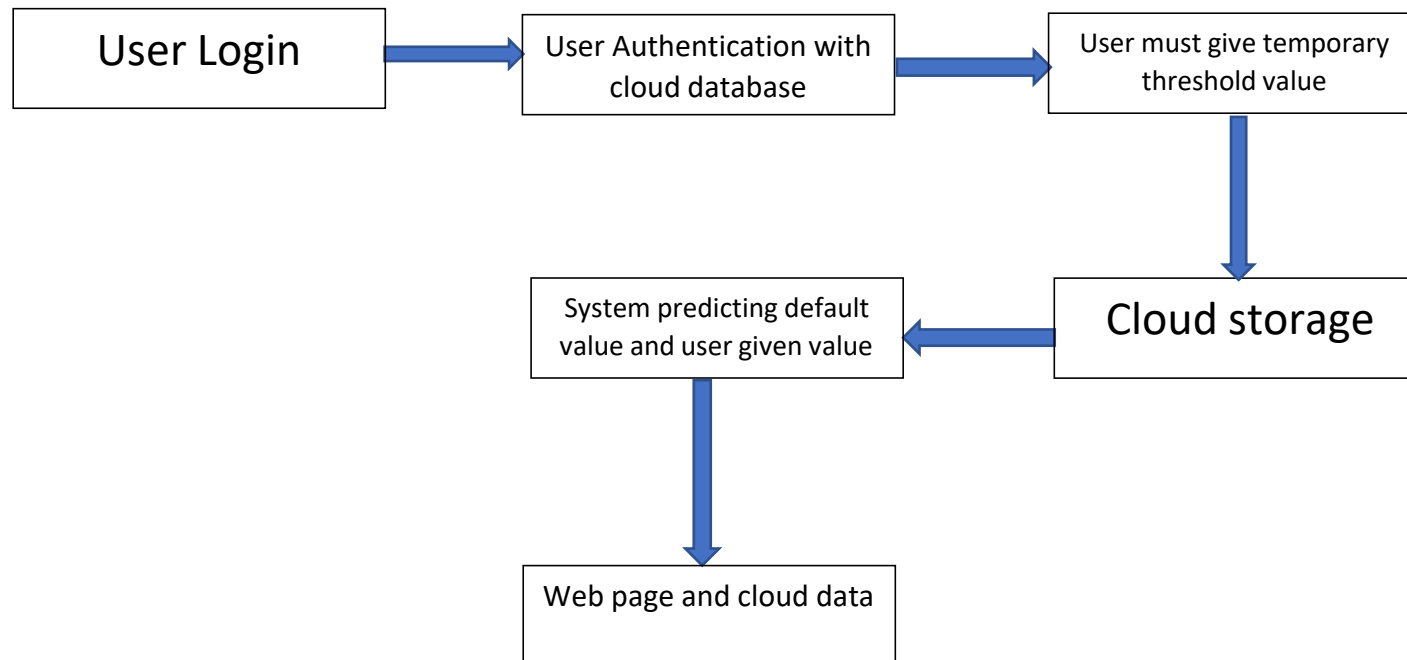 User Login
User Authentication with
cloud database
User must give temporary
threshold value
Cloud storage
System predicting default
value and user given value
Web page and cloud data